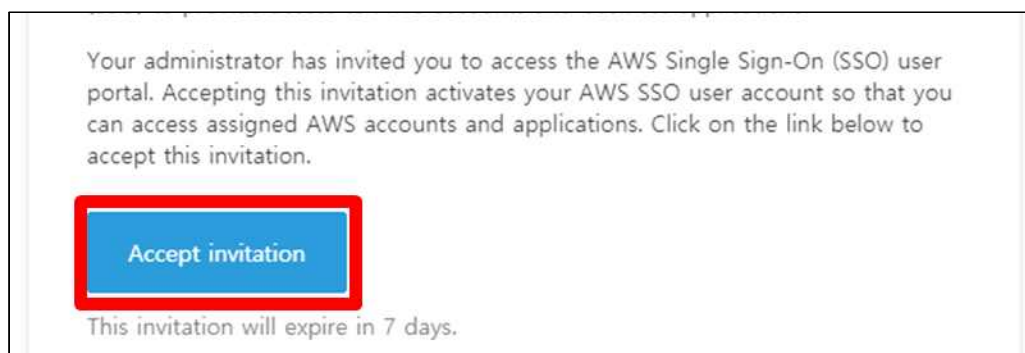 Your administrator has invited you to access the AWS Single Sign-On (SSO) user
portal. Accepting this invitation activates your AWS SSO user account so that you
can access assigned AWS accounts and applications. Click on the link below to
accept this invitation.
Accept invitation
This invitation will expire in 7 days.